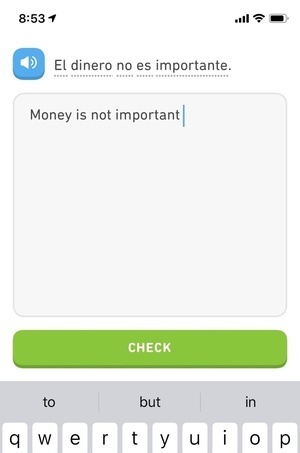 8:53
El dinero no es importante.
Money is not important
CHECK
to but in
q w e r t y u i o p